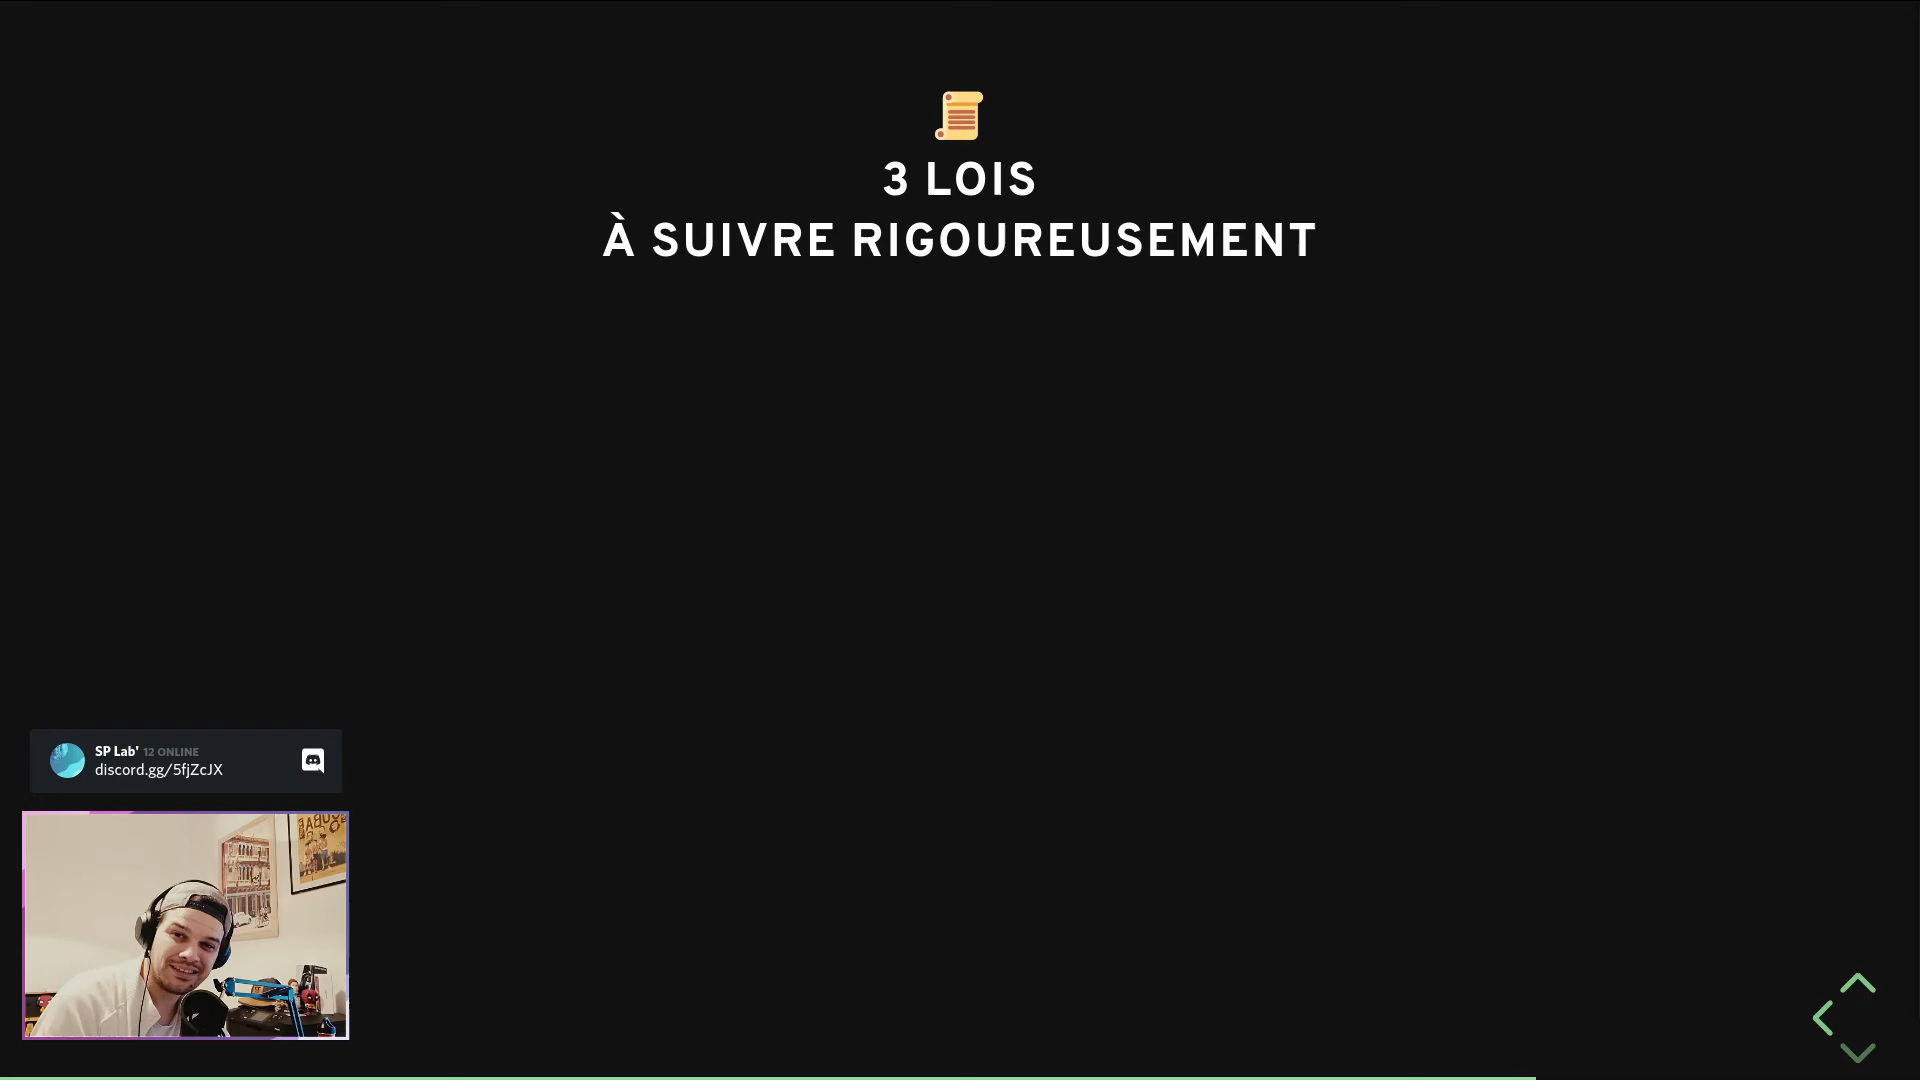 3 LOIS
À SUIVRE RIGOUREUSEMENT
SP Lab' 12 ONLINE
discord.gg/5fjZcJX